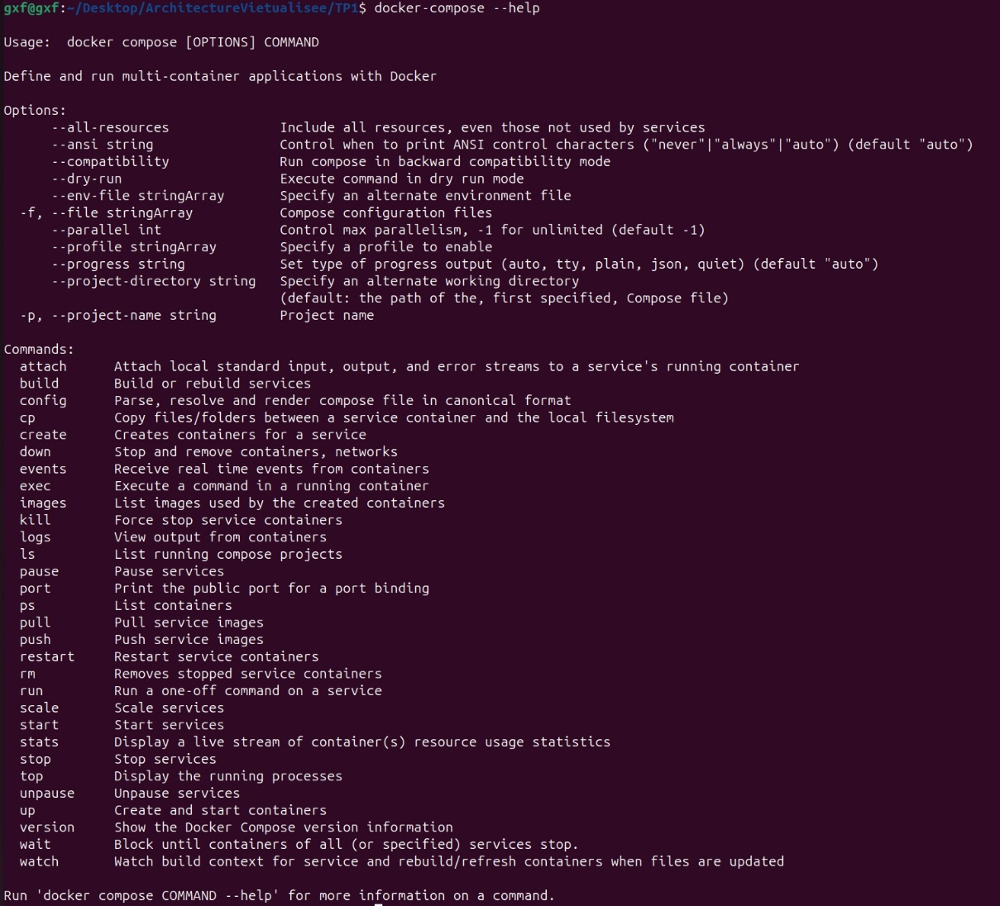 gxf@gxf:~/Desktop/ArchitectureVietualisee/TP1$ docker-compose --help
Usage:  docker compose [OPTIONS] COMMAND
Define and run multi-container applications with Docker
Options:
      --all-resources              Include all resources, even those not used by services
      --ansi string                Control when to print ANSI control characters ("never"|"always"|"auto") (default "auto")
      --compatibility              Run compose in backward compatibility mode
      --dry-run                    Execute command in dry run mode
      --env-file stringArray       Specify an alternate environment file
  -f, --file stringArray           Compose configuration files
      --parallel int               Control max parallelism, -1 for unlimited (default -1)
      --profile stringArray        Specify a profile to enable
      --progress string            Set type of progress output (auto, tty, plain, json, quiet) (default "auto")
      --project-directory string   Specify an alternate working directory
                                   (default: the path of the, first specified, Compose file)
  -p, --project-name string        Project name
Commands:
  attach      Attach local standard input, output, and error streams to a service's running container
  build       Build or rebuild services
  config      Parse, resolve and render compose file in canonical format
  cp          Copy files/folders between a service container and the local filesystem
  create      Creates containers for a service
  down        Stop and remove containers, networks
  events      Receive real time events from containers
  exec        Execute a command in a running container
  images      List images used by the created containers
  kill        Force stop service containers
  logs        View output from containers
  ls          List running compose projects
  pause       Pause services
  port        Print the public port for a port binding
  ps          List containers
  pull        Pull service images
  push        Push service images
  restart     Restart service containers
  rm          Removes stopped service containers
  run         Run a one-off command on a service
  scale       Scale services
  start       Start services
  stats       Display a live stream of container(s) resource usage statistics
  stop        Stop services
  top         Display the running processes
  unpause     Unpause services
  up          Create and start containers
  version     Show the Docker Compose version information
  wait        Block until containers of all (or specified) services stop.
  watch       Watch build context for service and rebuild/refresh containers when files are updated
Run 'docker compose COMMAND --help' for more information on a command.